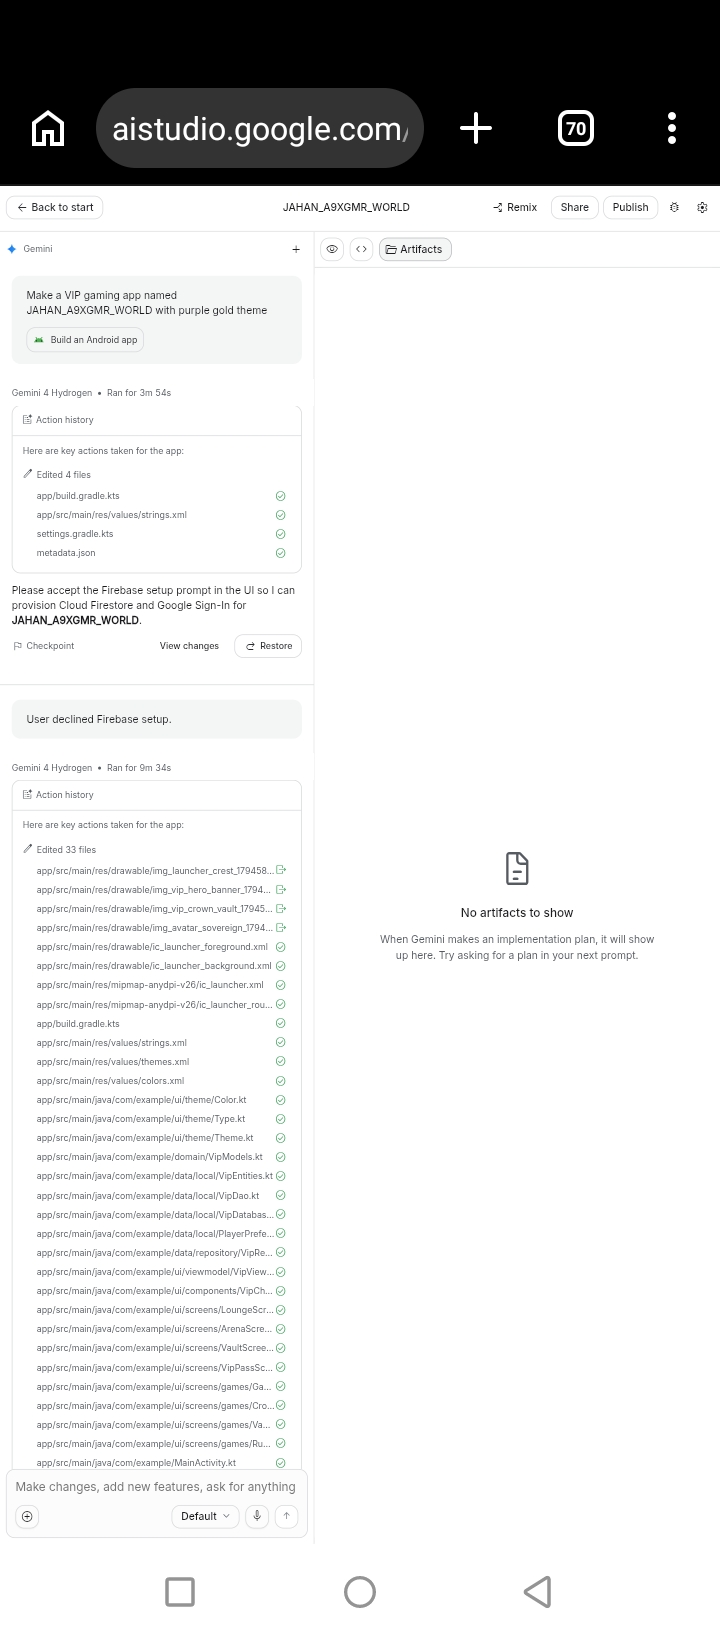 aistudio.google.com/
70
Back to start
JAHAN_A9XGMR_WORLD
Remix
Share
Publish
Gemini
Artifacts
Make a VIP gaming app named
JAHAN_A9XGMR_WORLD with purple gold theme
Build an Android app
Gemini 4 Hydrogen • Ran for 3m 54s
Action history
Here are key actions taken for the app:
Edited 4 files
app/build.gradle.kts
app/src/main/res/values/strings.xml
settings.gradle.kts
metadata.json
Please accept the Firebase setup prompt in the UI so I can
provision Cloud Firestore and Google Sign-In for
JAHAN_A9XGMR_WORLD.
Checkpoint
View changes
Restore
User declined Firebase setup.
Gemini 4 Hydrogen • Ran for 9m 34s
Action history
Here are key actions taken for the app:
Edited 33 files
app/src/main/res/drawable/img_launcher_crest_179458...
app/src/main/res/drawable/img_vip_hero_banner_1794...
app/src/main/res/drawable/img_vip_crown_vault_17945...
app/src/main/res/drawable/img_avatar_sovereign_1794...
app/src/main/res/drawable/ic_launcher_foreground.xml
app/src/main/res/drawable/ic_launcher_background.xml
app/src/main/res/mipmap-anydpi-v26/ic_launcher.xml
app/src/main/res/mipmap-anydpi-v26/ic_launcher_rou...
app/build.gradle.kts
app/src/main/res/values/strings.xml
app/src/main/res/values/themes.xml
app/src/main/res/values/colors.xml
app/src/main/java/com/example/ui/theme/Color.kt
app/src/main/java/com/example/ui/theme/Type.kt
app/src/main/java/com/example/ui/theme/Theme.kt
app/src/main/java/com/example/domain/VipModels.kt
app/src/main/java/com/example/data/local/VipEntities.kt
app/src/main/java/com/example/data/local/VipDao.kt
app/src/main/java/com/example/data/local/VipDatabas...
app/src/main/java/com/example/data/local/PlayerPrefe...
app/src/main/java/com/example/data/repository/VipRe...
app/src/main/java/com/example/ui/viewmodel/VipView...
app/src/main/java/com/example/ui/components/VipCh...
app/src/main/java/com/example/ui/screens/LoungeScr...
app/src/main/java/com/example/ui/screens/ArenaScre...
app/src/main/java/com/example/ui/screens/VaultScree...
app/src/main/java/com/example/ui/screens/VipPassSc...
app/src/main/java/com/example/ui/screens/games/Ga...
app/src/main/java/com/example/ui/screens/games/Cro...
app/src/main/java/com/example/ui/screens/games/Va...
app/src/main/java/com/example/ui/screens/games/Ru...
app/src/main/java/com/example/MainActivity.kt
Make changes, add new features, ask for anything
Default
No artifacts to show
When Gemini makes an implementation plan, it will show
up here. Try asking for a plan in your next prompt.